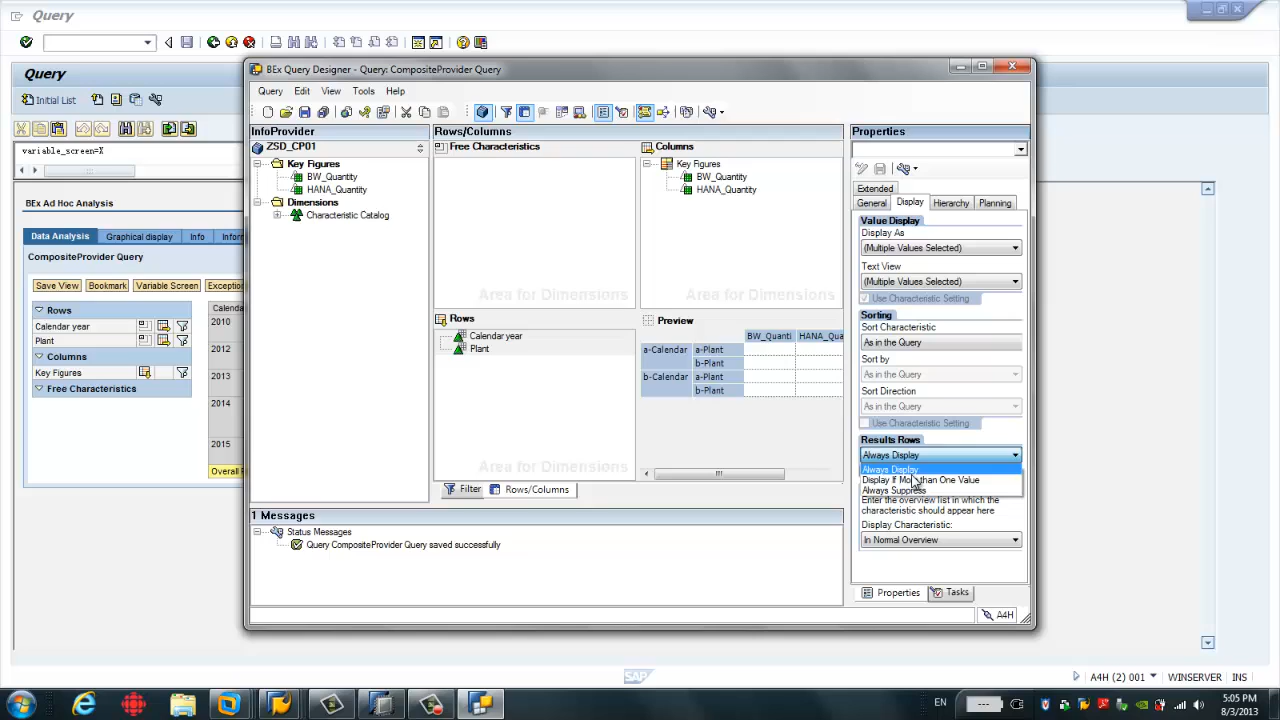 Query
Query
Initial List
variable_screen=X
BEx Ad Hoc Analysis
Data Analysis
Graphical display
Info
CompositeProvider Query
Save View
Bookmark
Variable Screen
Rows
Calendar year
Plant
Columns
Key Figures
Free Characteristics
2010
2012
2013
2014
2015
BEx Query Designer - Query: CompositeProvider Query
Query
Edit
View
Tools
Help
InfoProvider
ZSD_CP01
Key Figures
BW_Quantity
HANA_Quantity
Dimensions
Characteristic Catalog
Rows/Columns
Free Characteristics
Area for Dimensions
Columns
Key Figures
BW_Quantity
HANA_Quantity
Area for Dimensions
Rows
Calendar year
Plant
Area for Dimensions
Preview
BW_Quanti
HANA_Qua
a-Calendar
a-Plant
b-Plant
b-Calendar
a-Plant
b-Plant
Filter
Rows/Columns
1 Messages
Status Messages
Query CompositeProvider Query saved successfully
Properties
Extended
General
Display
Hierarchy
Planning
Value Display
Display As
(Multiple Values Selected)
Text View
(Multiple Values Selected)
Use Characteristic Setting
Sorting
Sort Characteristic
As in the Query
Sort by
As in the Query
Sort Direction
As in the Query
Use Characteristic Setting
Results Rows
Always Display
Always Display
Display If More than One Value
Always Suppress
Enter the overview list in which the
characteristic should appear here
Display Characteristic:
In Normal Overview
Properties
Tasks
A4H
SAP
A4H (2) 001
WINSERVER
INS
EN
5:05 PM
8/3/2013